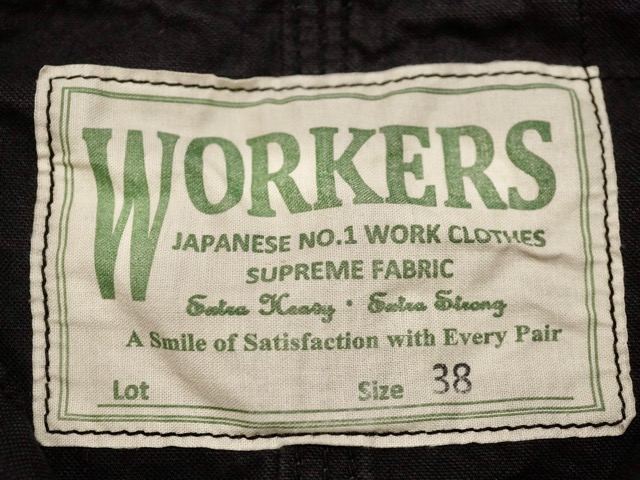 WORKERS
JAPANESE NO.1 WORK CLOTHES
SUPREME FABRIC
Extra Heavy · Extra Strong
A Smile of Satisfaction with Every Pair
Lot Size 38